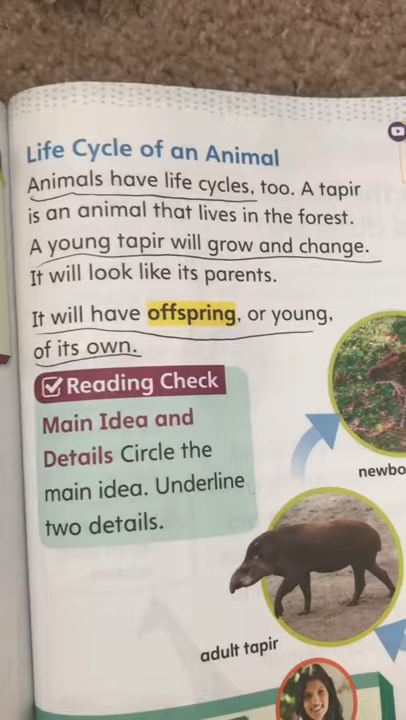 Life Cycle of an Animal
Animals have life cycles, too. A tapir
is an animal that lives in the forest.
A young tapir will grow and change.
It will look like its parents.
It will have offspring, or young,
of its own.
Reading Check
Main Idea and
Details Circle the
main idea. Underline
two details.
newbo
adult tapir